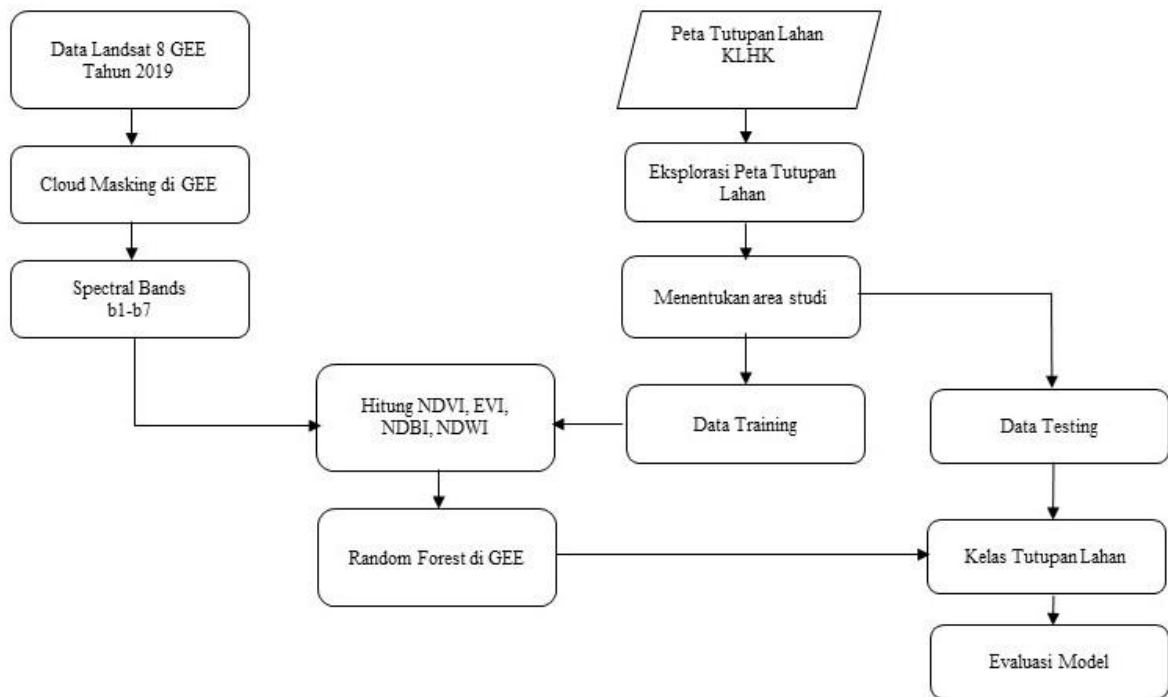 Data Landsat 8 GEE
Tahun 2019
Peta Tutupan Lahan
KLHK
Cloud Masking di GEE
Eksplorasi Peta Tutupan
Lahan
Spectral Bands
b1-b7
Menentukan area studi
Hitung NDVI, EVI,
NDBI, NDWI
Data Training
Data Testing
Random Forest di GEE
Kelas Tutupan Lahan
Evaluasi Model